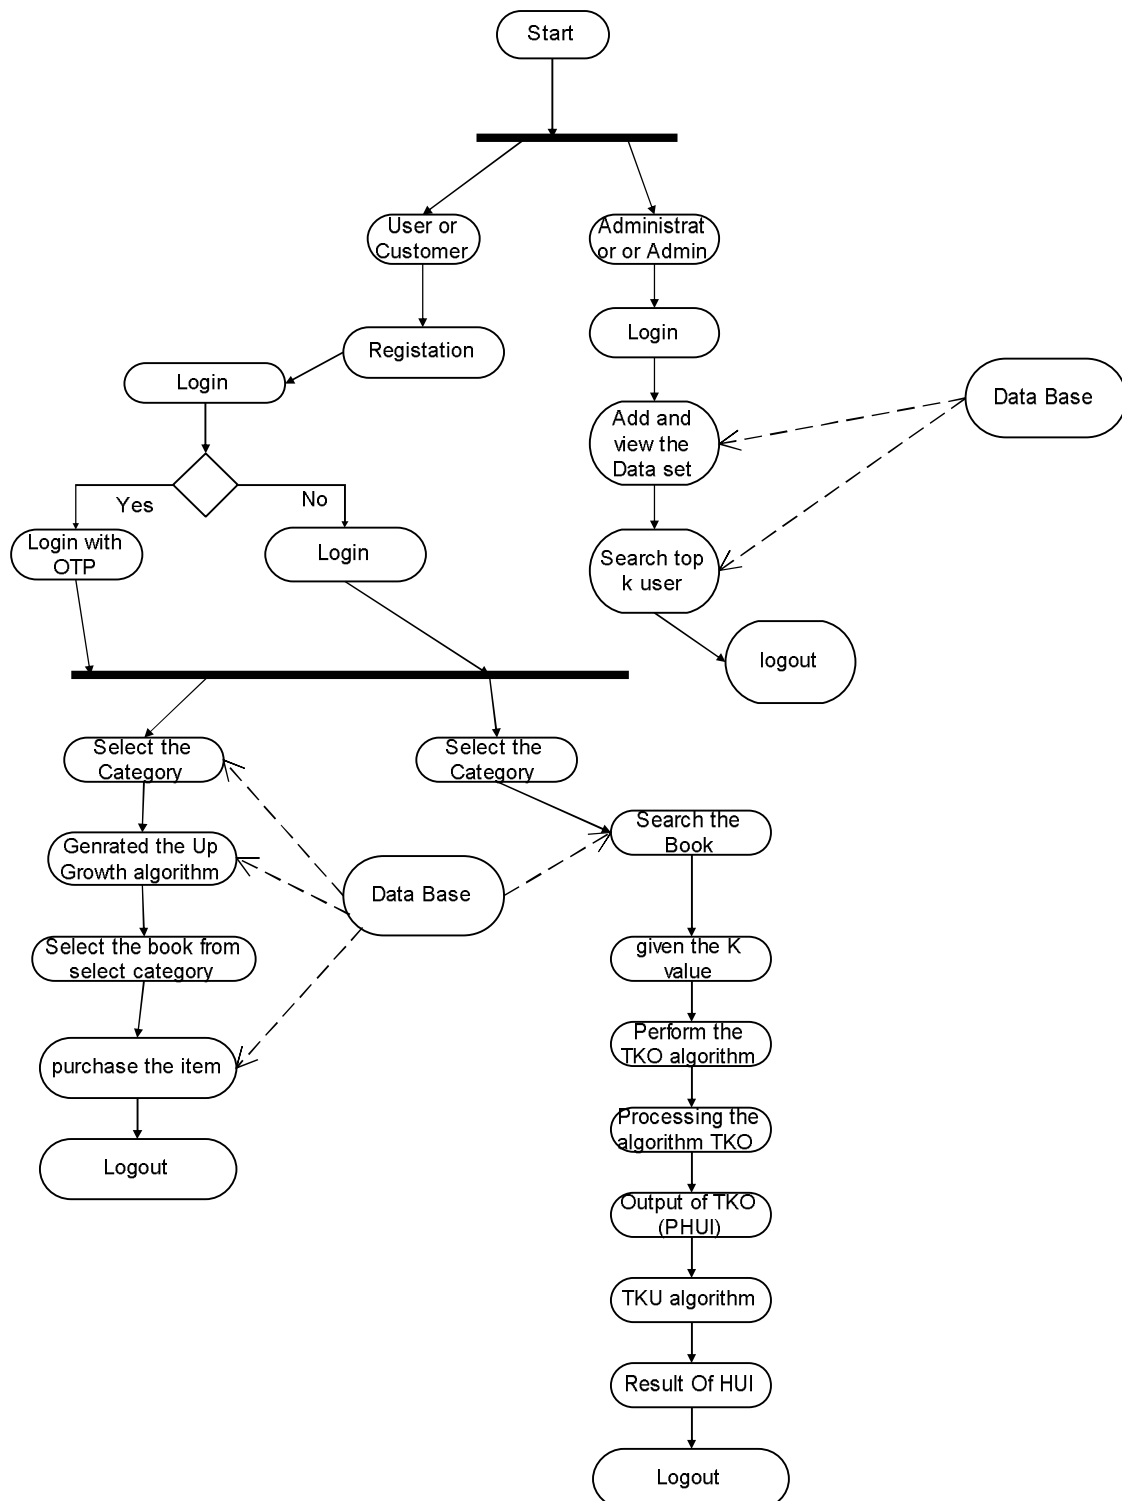 Start
User or
Customer
Administrat
or or Admin
Registation
Login
Login
Data Base
Add and
view the
Data set
Yes
No
Login with
OTP
Login
Search top
k user
logout
Select the
Category
Select the
Category
Search the
Book
Genrated the Up
Growth algorithm
Data Base
Select the book from
select category
given the K
value
Perform the
TKO algorithm
purchase the item
Processing the
algorithm TKO
Logout
Output of TKO
(PHUI)
TKU algorithm
Result Of HUI
Logout